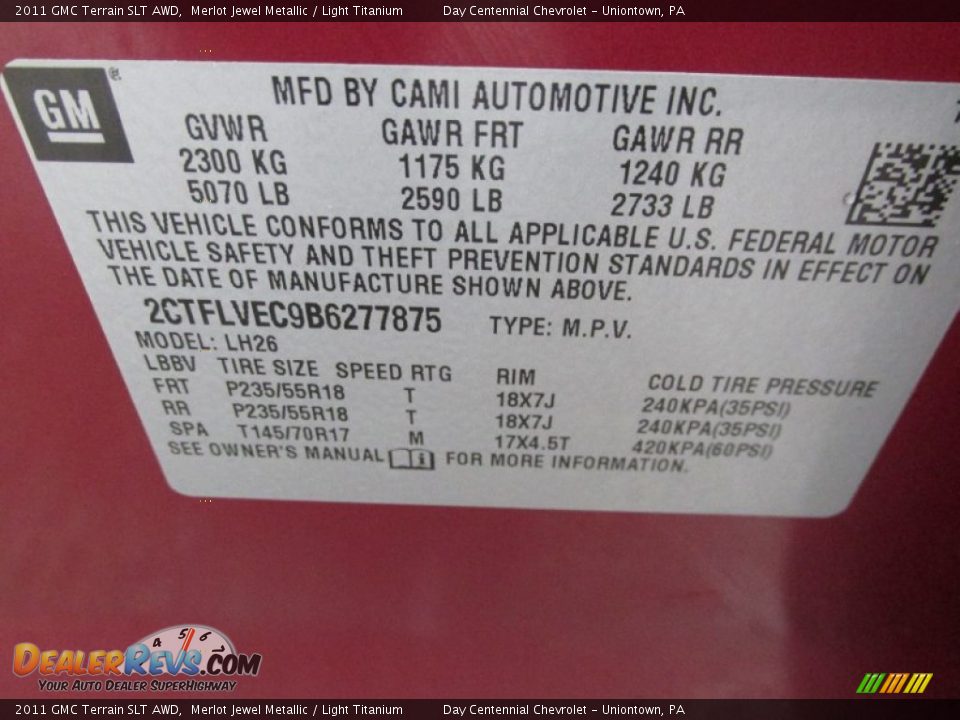 2011 GMC Terrain SLT AWD, Merlot Jewel Metallic / Light Titanium Day Centennial Chevrolet - Uniontown, PA
GM ®
MFD BY CAMI AUTOMOTIVE INC.
GVWR GAWR FRT GAWR RR
2300 KG 1175 KG 1240 KG
5070 LB 2590 LB 2733 LB
THIS VEHICLE CONFORMS TO ALL APPLICABLE U.S. FEDERAL MOTOR
VEHICLE SAFETY AND THEFT PREVENTION STANDARDS IN EFFECT ON
THE DATE OF MANUFACTURE SHOWN ABOVE.
2CTFLVEC9B6277875 TYPE: M.P.V.
MODEL: LH26
LBBV TIRE SIZE SPEED RTG RIM COLD TIRE PRESSURE
FRT P235/55R18 T 18X7J 240KPA(35PSI)
RR P235/55R18 T 18X7J 240KPA(35PSI)
SPA T145/70R17 M 17X4.5T 420KPA(60PSI)
SEE OWNER'S MANUAL FOR MORE INFORMATION.
4 5 6
DEALERREVS.COM
YOUR AUTO DEALER SUPERHIGHWAY
2011 GMC Terrain SLT AWD, Merlot Jewel Metallic / Light Titanium Day Centennial Chevrolet - Uniontown, PA